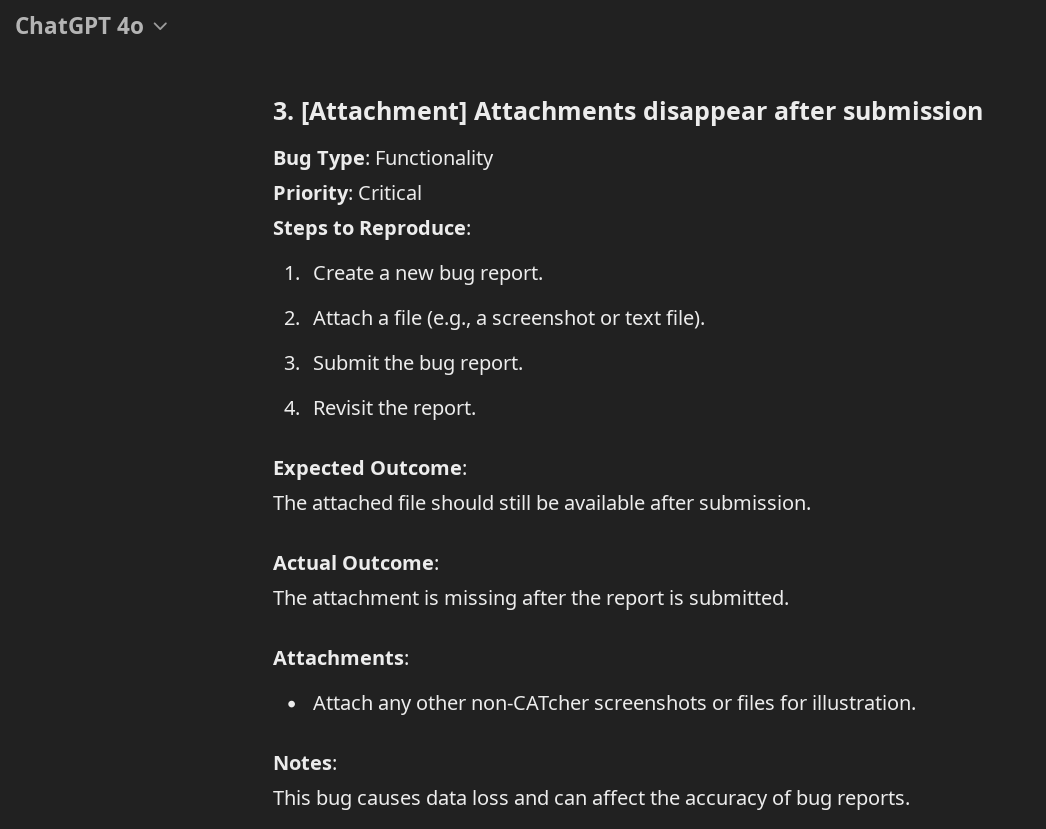 ChatGPT 4o
3. [Attachment] Attachments disappear after submission
Bug Type: Functionality
Priority: Critical
Steps to Reproduce:
1. Create a new bug report.
2. Attach a file (e.g., a screenshot or text file).
3. Submit the bug report.
4. Revisit the report.
Expected Outcome:
The attached file should still be available after submission.
Actual Outcome:
The attachment is missing after the report is submitted.
Attachments:
• Attach any other non-CATcher screenshots or files for illustration.
Notes:
This bug causes data loss and can affect the accuracy of bug reports.